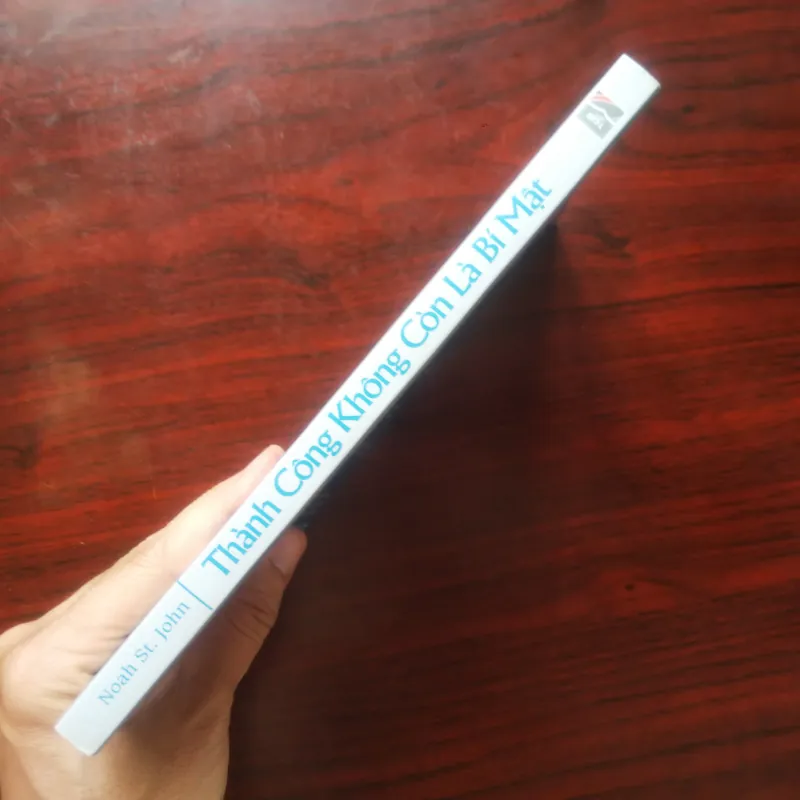 Noah St. John
Thành Công Không Còn Là Bí Mật